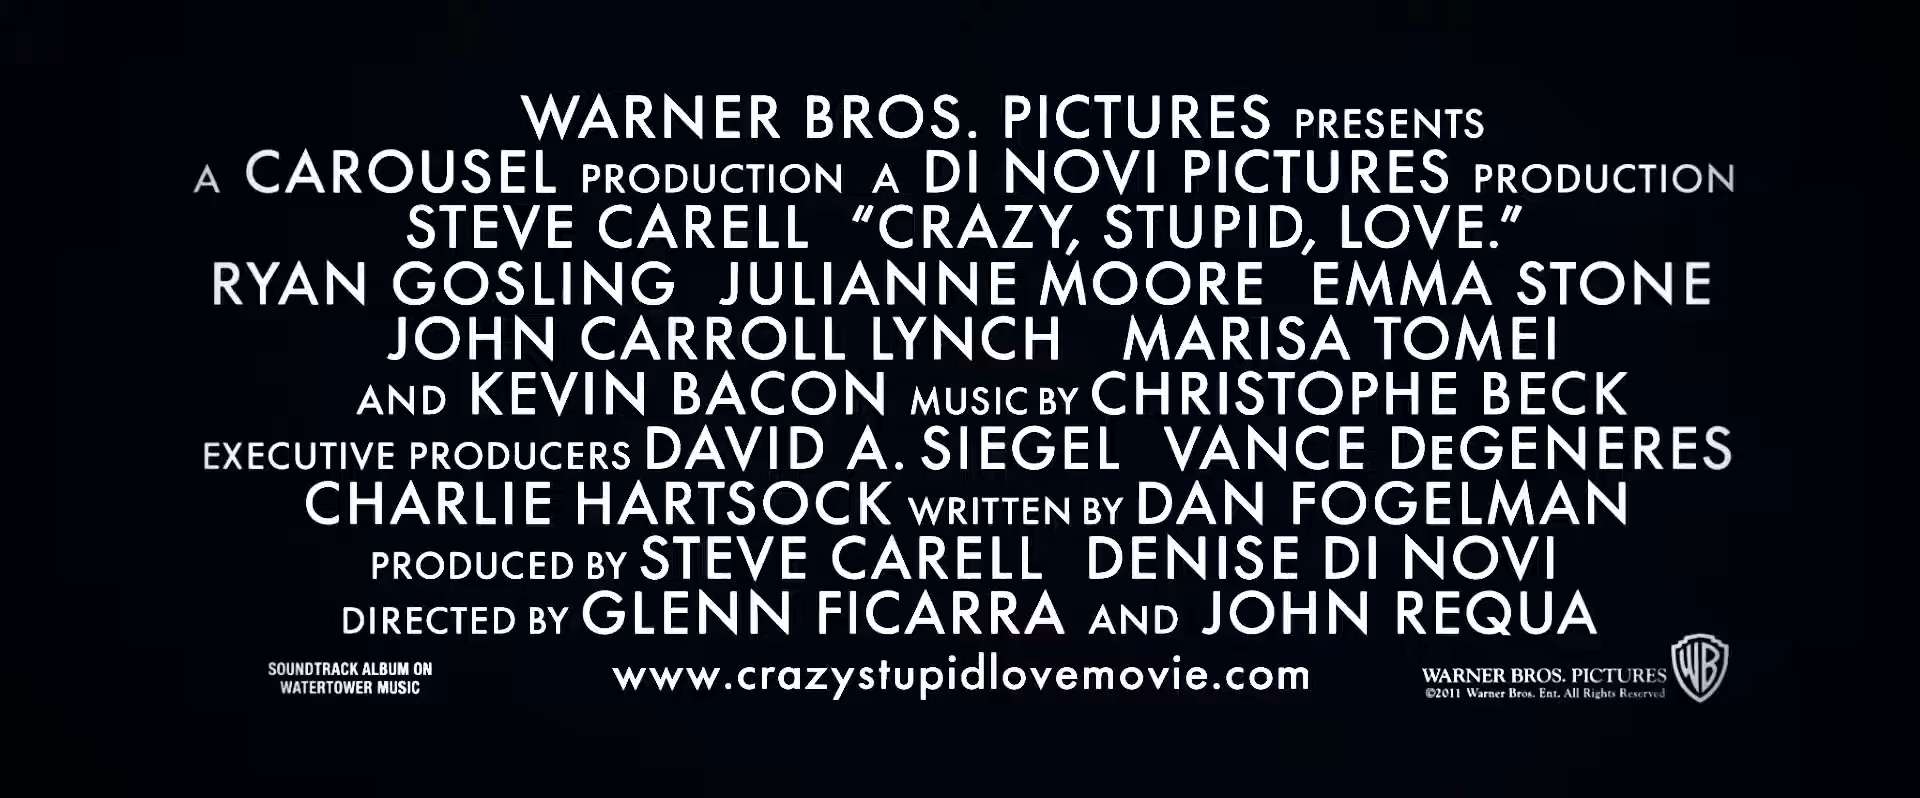 WARNER BROS. PICTURES PRESENTS
A CAROUSEL PRODUCTION A DI NOVI PICTURES PRODUCTION
STEVE CARELL "CRAZY, STUPID, LOVE."
RYAN GOSLING JULIANNE MOORE EMMA STONE
JOHN CARROLL LYNCH MARISA TOMEI
AND KEVIN BACON MUSIC BY CHRISTOPHE BECK
EXECUTIVE PRODUCERS DAVID A. SIEGEL VANCE DeGENERES
CHARLIE HARTSOCK WRITTEN BY DAN FOGELMAN
PRODUCED BY STEVE CARELL DENISE DI NOVI
DIRECTED BY GLENN FICARRA AND JOHN REQUA
SOUNDTRACK ALBUM ON
WATERTOWER MUSIC
www.crazystupidlovemovie.com
WARNER BROS. PICTURES
©2011 Warner Bros. Ent. All Rights Reserved
WB